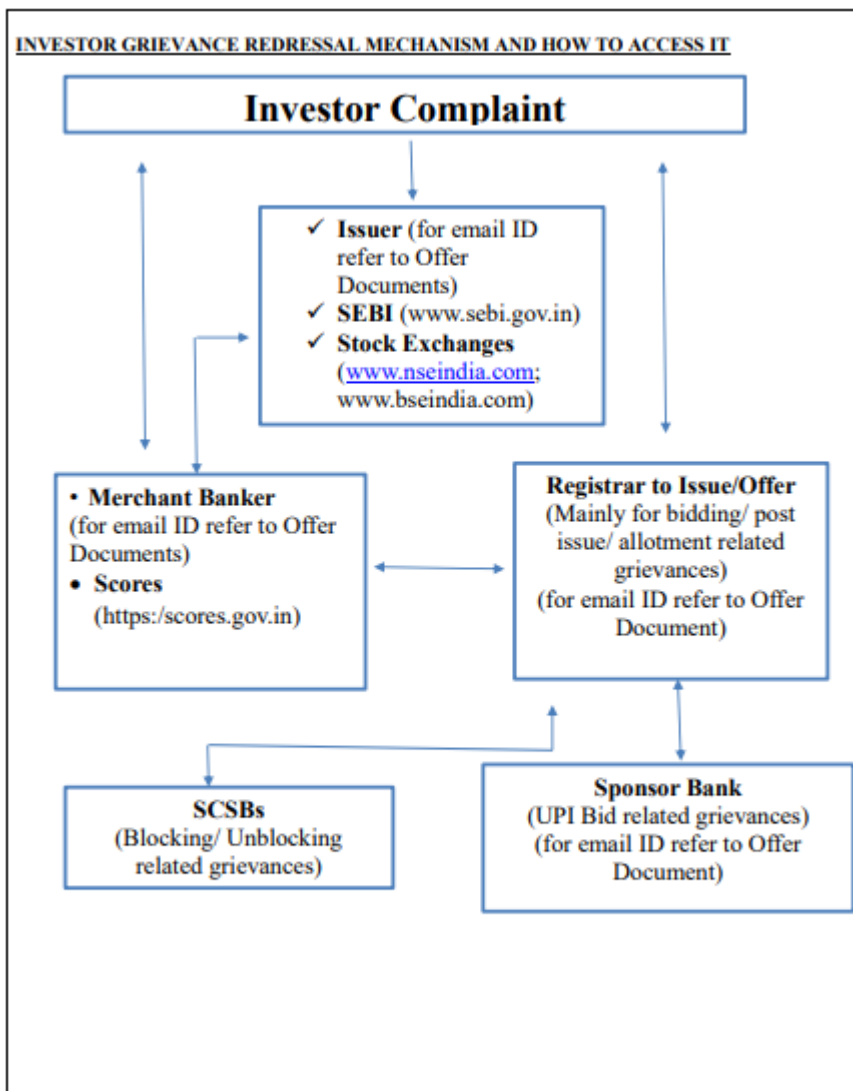 INVESTOR GRIEVANCE REDRESSAL MECHANISM AND HOW TO ACCESS IT
Investor Complaint
✓ Issuer (for email ID
refer to Offer
Documents)
✓ SEBI (www.sebi.gov.in)
✓ Stock Exchanges
(www.nseindia.com;
www.bseindia.com)
• Merchant Banker
(for email ID refer to Offer
Documents)
• Scores
(https:/scores.gov.in)
Registrar to Issue/Offer
(Mainly for bidding/ post
issue/ allotment related
grievances)
(for email ID refer to Offer
Document)
SCSBs
(Blocking/ Unblocking
related grievances)
Sponsor Bank
(UPI Bid related grievances)
(for email ID refer to Offer
Document)